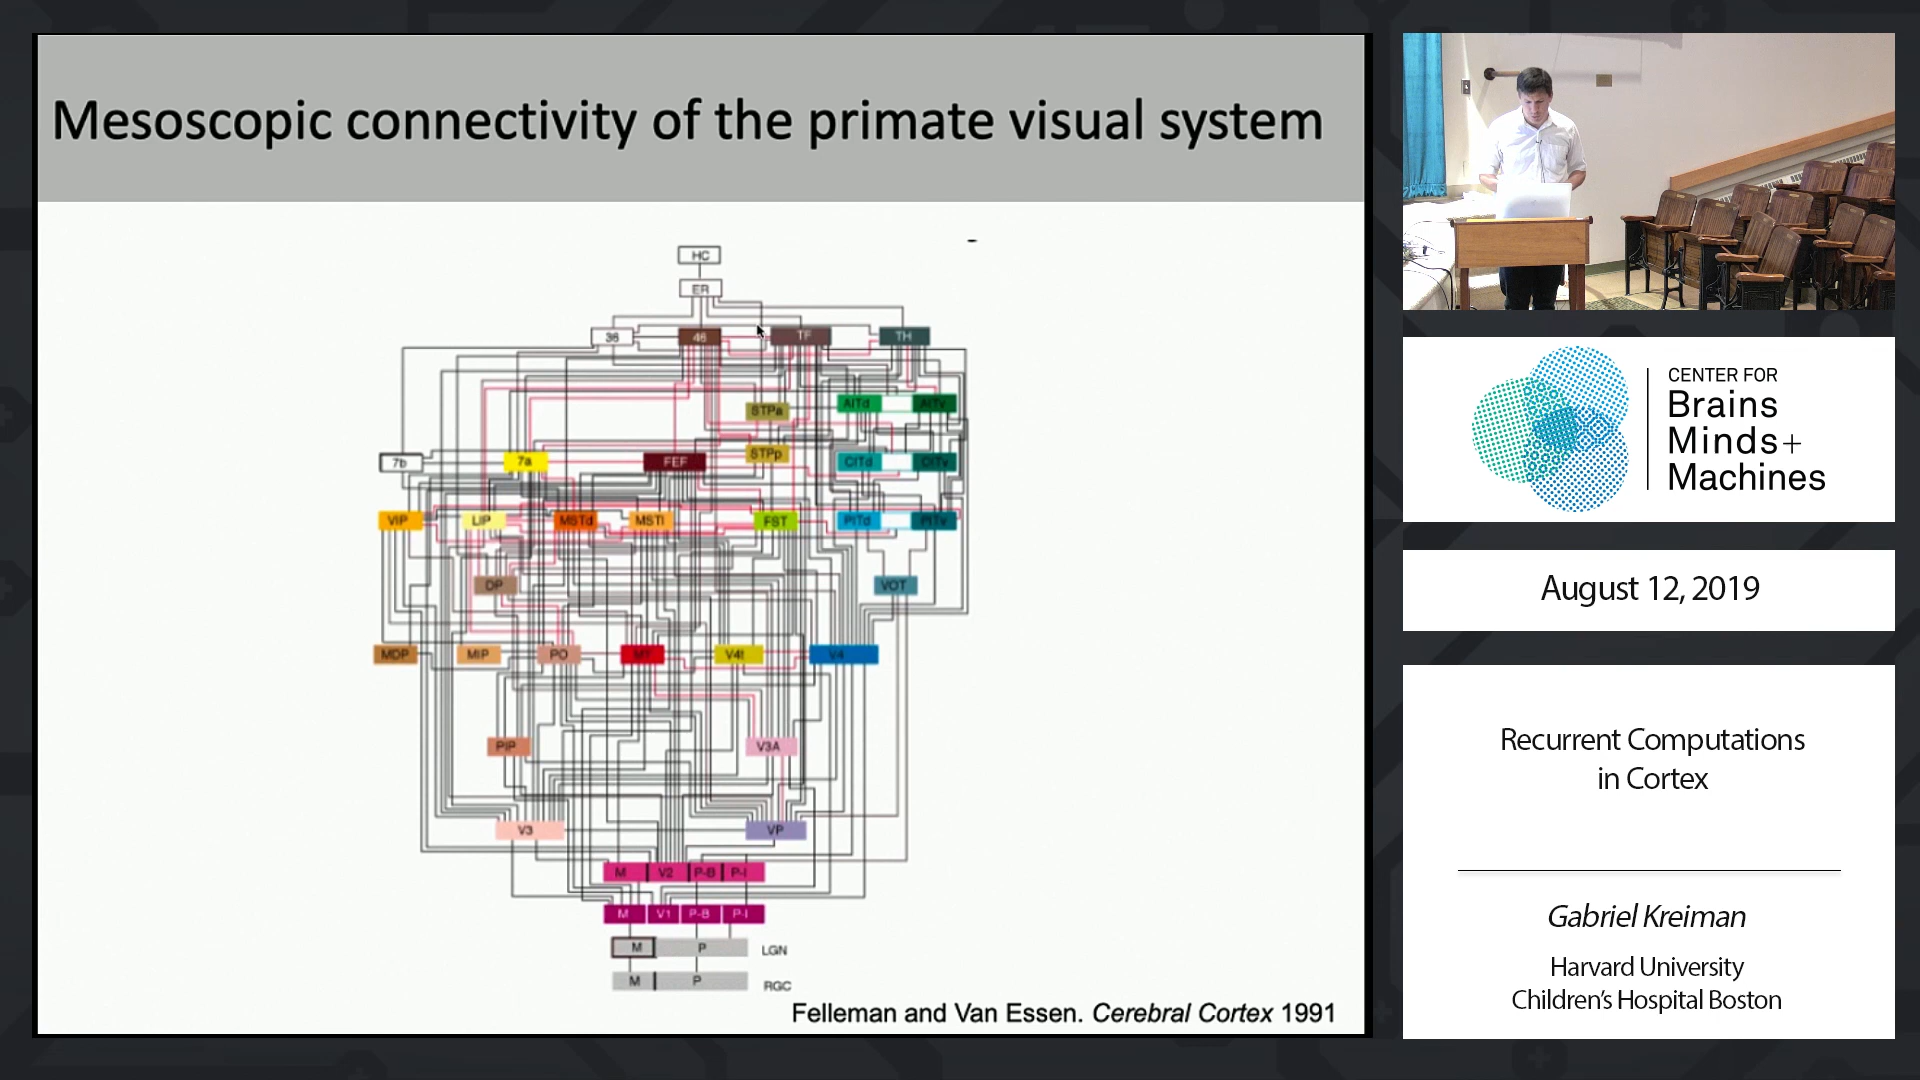 Mesoscopic connectivity of the primate visual system
HC
ER
36 46 TF TH
STPa AITd AITv
7b 7a FEF STPp CITd CITv
VIP LIP MSTd MSTl FST PITd PITv
DP VOT
MDP MIP PO MT V4t V4
PIP V3A
V3 VP
M V2 P-B P-I
M V1 P-B P-I
M P LGN
M P RGC
Felleman and Van Essen. Cerebral Cortex 1991
CENTER FOR
Brains
Minds+
Machines
August 12, 2019
Recurrent Computations
in Cortex
Gabriel Kreiman
Harvard University
Children's Hospital Boston